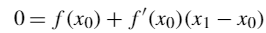 0 = f(x₀) + f′(x₀)(x₁ − x₀)